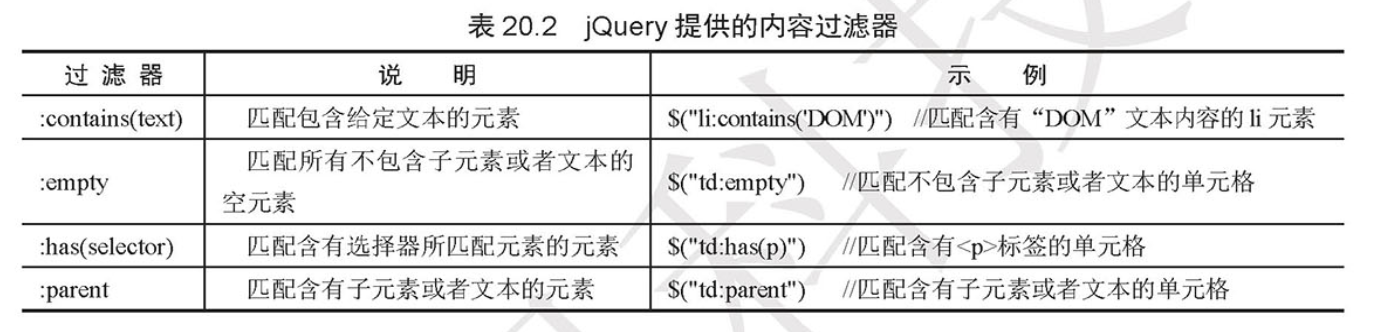 表 20.2 jQuery 提供的内容过滤器
过 滤 器 说 明 示 例
:contains(text) 匹配包含给定文本的元素 $("li:contains('DOM')") //匹配含有“DOM”文本内容的 li 元素
:empty 匹配所有不包含子元素或者文本的
空元素 $("td:empty") //匹配不包含子元素或者文本的单元格
:has(selector) 匹配含有选择器所匹配元素的元素 $("td:has(p)") //匹配含有<p>标签的单元格
:parent 匹配含有子元素或者文本的元素 $("td:parent") //匹配含有子元素或者文本的单元格